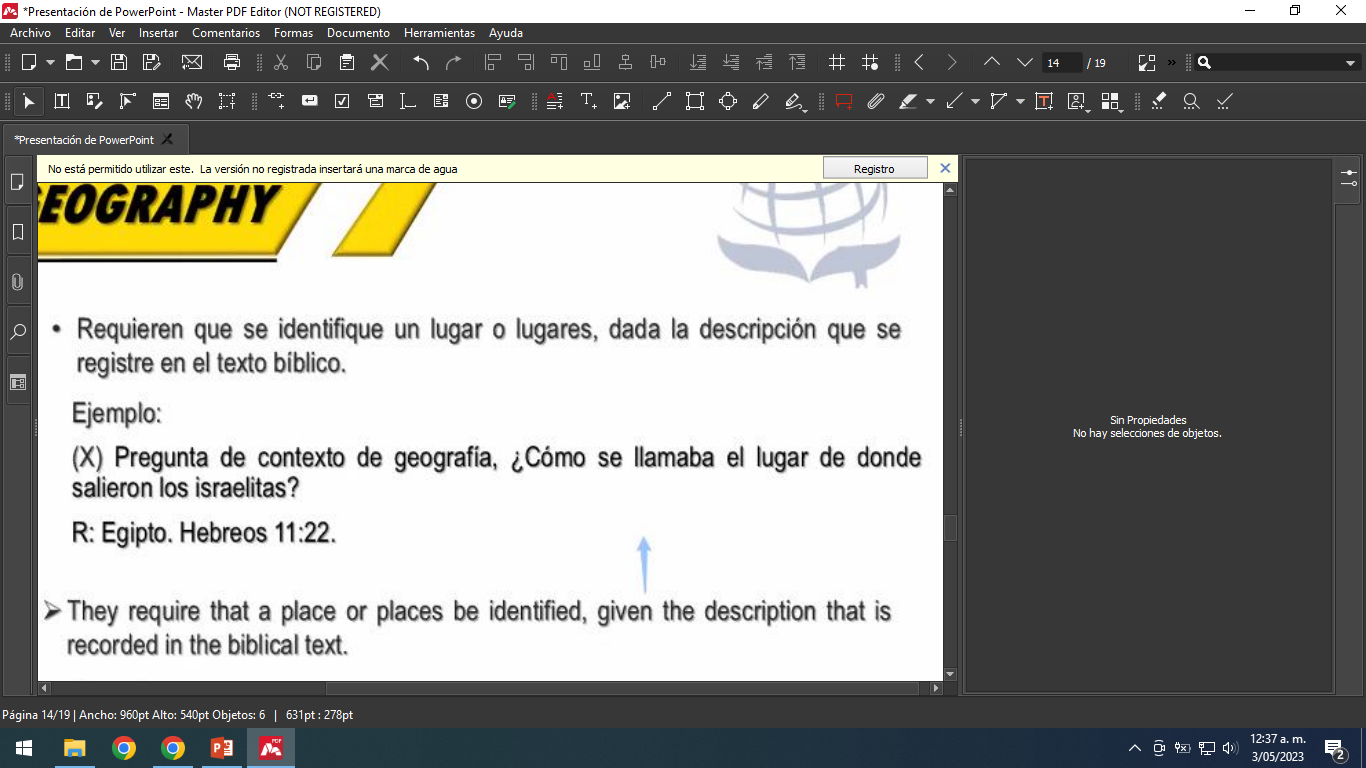 *Presentación de PowerPoint - Master PDF Editor (NOT REGISTERED)
Archivo Editar Ver Insertar Comentarios Formas Documento Herramientas Ayuda
14 / 19
*Presentación de PowerPoint
No está permitido utilizar este. La versión no registrada insertará una marca de agua
Registro
EOGRAPHY
• Requieren que se identifique un lugar o lugares, dada la descripción que se
registre en el texto bíblico.
Ejemplo:
(X) Pregunta de contexto de geografía, ¿Cómo se llamaba el lugar de donde
salieron los israelitas?
R: Egipto. Hebreos 11:22.
➢ They require that a place or places be identified, given the description that is
recorded in the biblical text.
Sin Propiedades
No hay selecciones de objetos.
Página 14/19 | Ancho: 960pt Alto: 540pt Objetos: 6 | 631pt : 278pt
12:37 a. m.
3/05/2023
2